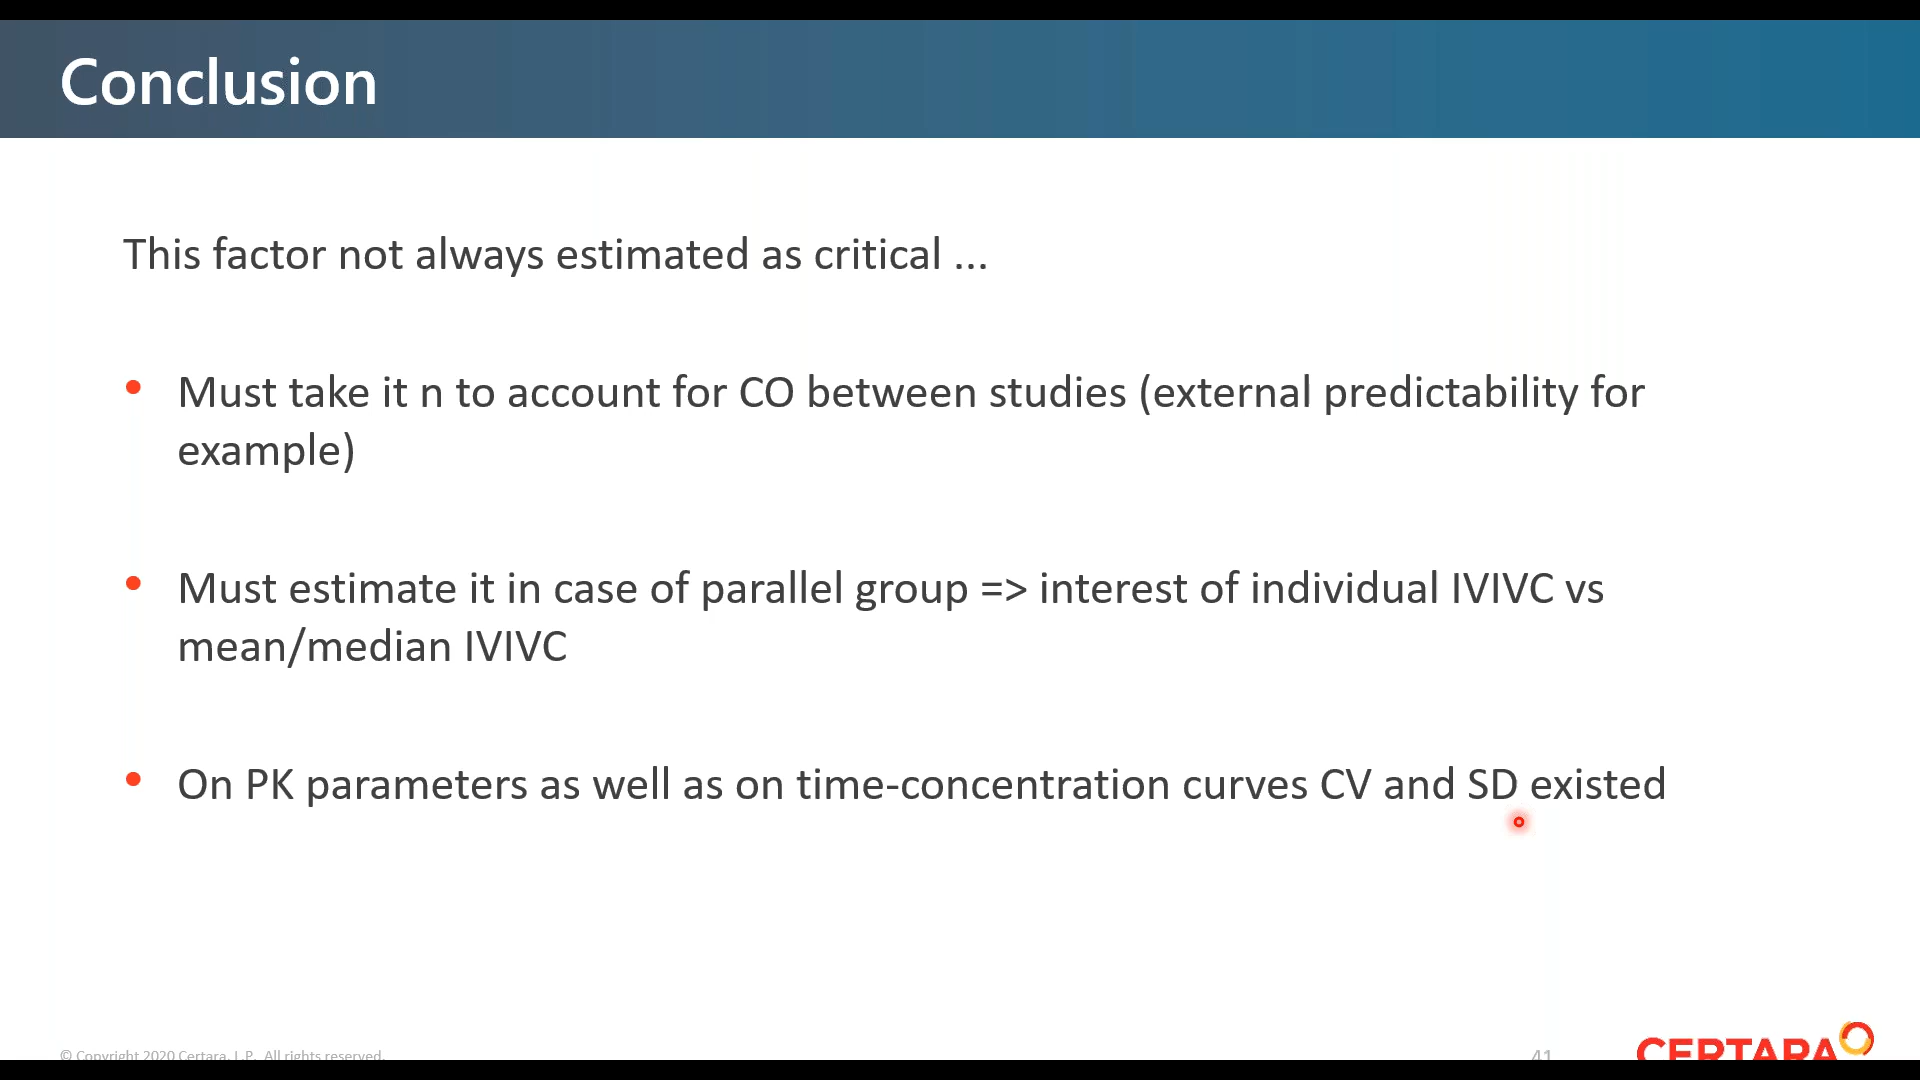 Conclusion
This factor not always estimated as critical ...
• Must take it n to account for CO between studies (external predictability for
example)
• Must estimate it in case of parallel group => interest of individual IVIVC vs
mean/median IVIVC
• On PK parameters as well as on time-concentration curves CV and SD existed
© Copyright 2020 Certara, L.P. All rights reserved.
41
CERTARA